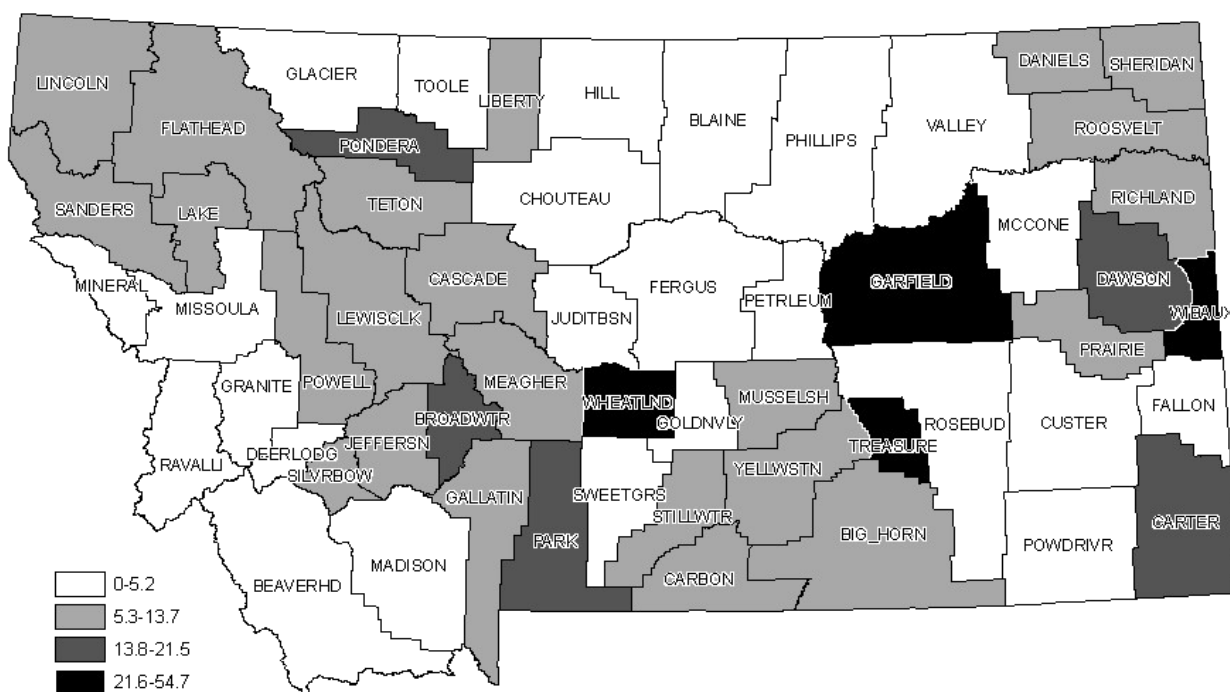 GLACIER
TOOLE
LIBERTY
HILL
BLAINE
PHILLIPS
VALLEY
DANIELS
SHERIDAN
LINCOLN
FLATHEAD
PONDERA
ROOSVELT
SANDERS
LAKE
TETON
CHOUTEAU
MCCONE
RICHLAND
MINERAL
MISSOULA
LEWISCLK
CASCADE
JUDITBSN
FERGUS
PETRLEUM
GARFIELD
DAWSON
WIBAUX
PRAIRIE
GRANITE
POWELL
MEAGHER
WHEATLND
GOLDNVLY
MUSSELSH
TREASURE
ROSEBUD
CUSTER
FALLON
RAVALLI
DEERLODG
SILVRBOW
JEFFERSN
BROADWTR
GALLATIN
PARK
SWEETGRS
STILLWTR
YELLWSTN
BIG_HORN
POWDRIVR
CARTER
BEAVERHD
MADISON
CARBON
0-5.2
5.3-13.7
13.8-21.5
21.6-54.7